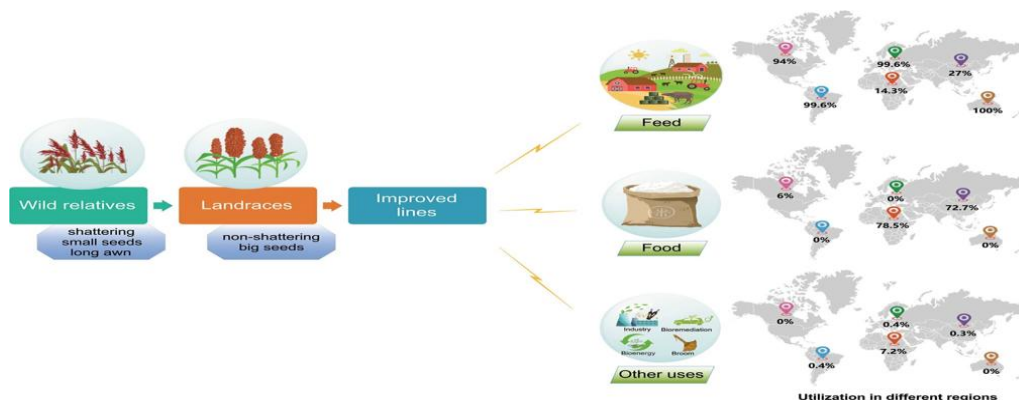 Wild relatives
shattering
small seeds
long awn
Landraces
non-shattering
big seeds
Improved
lines
Feed
94%
99.6%
99.6%
14.3%
27%
100%
Food
6%
0%
0%
78.5%
72.7%
0%
Industry
Bioremediation
Bioenergy
Broom
Other uses
0%
0.4%
0.4%
7.2%
0.3%
0%
Utilization in different regions